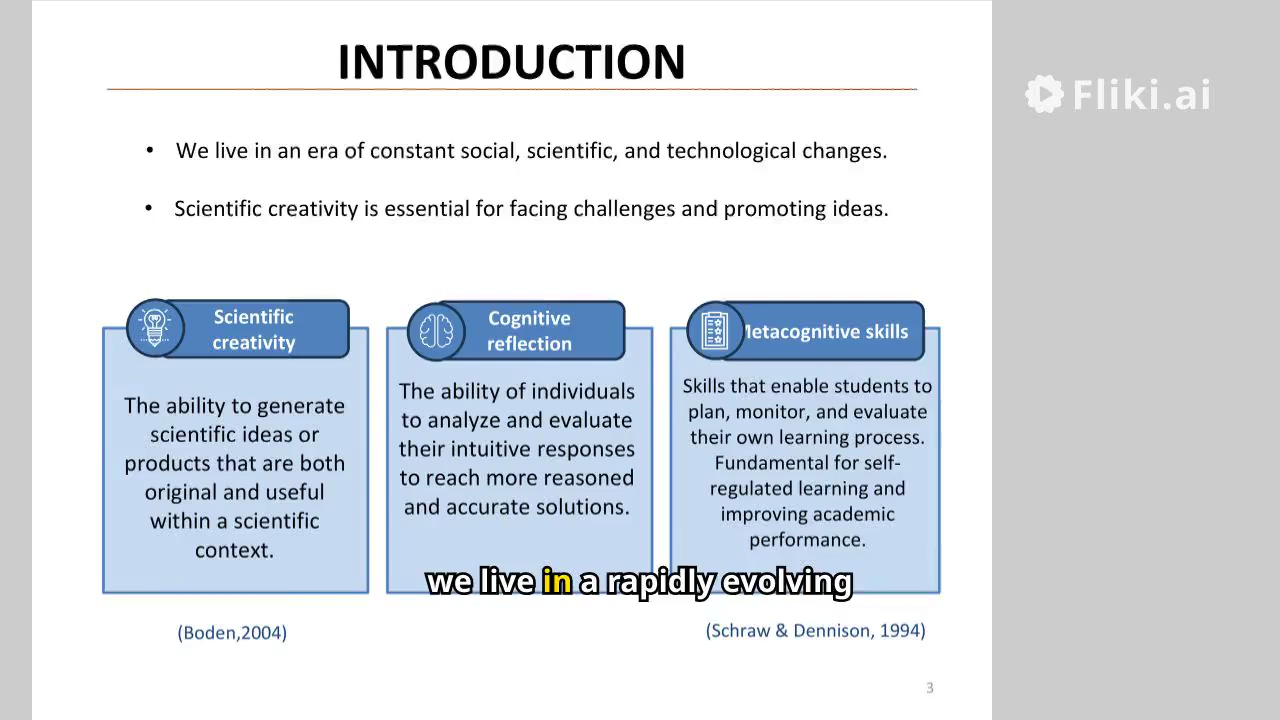 INTRODUCTION
Fliki.ai
• We live in an era of constant social, scientific, and technological changes.
• Scientific creativity is essential for facing challenges and promoting ideas.
Scientific
creativity
The ability to generate
scientific ideas or
products that are both
original and useful
within a scientific
context.
(Boden,2004)
Cognitive
reflection
The ability of individuals
to analyze and evaluate
their intuitive responses
to reach more reasoned
and accurate solutions.
Metacognitive skills
Skills that enable students to
plan, monitor, and evaluate
their own learning process.
Fundamental for self-
regulated learning and
improving academic
performance.
(Schraw & Dennison, 1994)
we live in a rapidly evolving
3